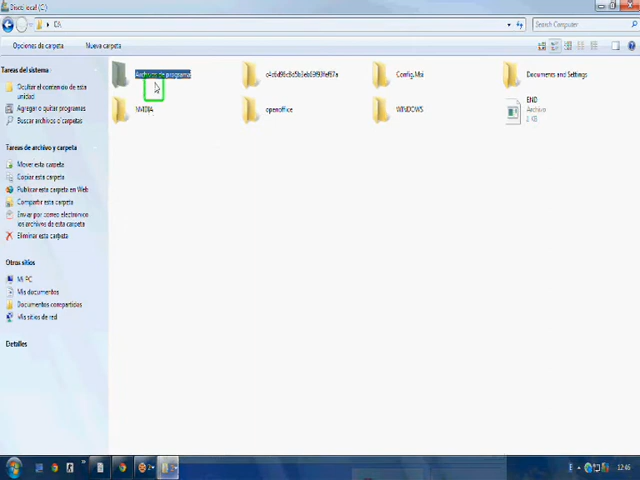 Disco local (C:)
C:\
Search Computer
Opciones de carpeta
Nueva carpeta
Tareas del sistema
Ocultar el contenido de esta
unidad
Agregar o quitar programas
Buscar archivos o carpetas
Tareas de archivo y carpeta
Mover esta carpeta
Copiar esta carpeta
Publicar esta carpeta en Web
Compartir esta carpeta
Enviar por correo electrónico
los archivos de esta carpeta
Eliminar esta carpeta
Otros sitios
Mi PC
Mis documentos
Documentos compartidos
Mis sitios de red
Detalles
Archivos de programa
Config.Msi
Documents and Settings
NVIDIA
openoffice
WINDOWS
END
Archivo
1 KB
12:46